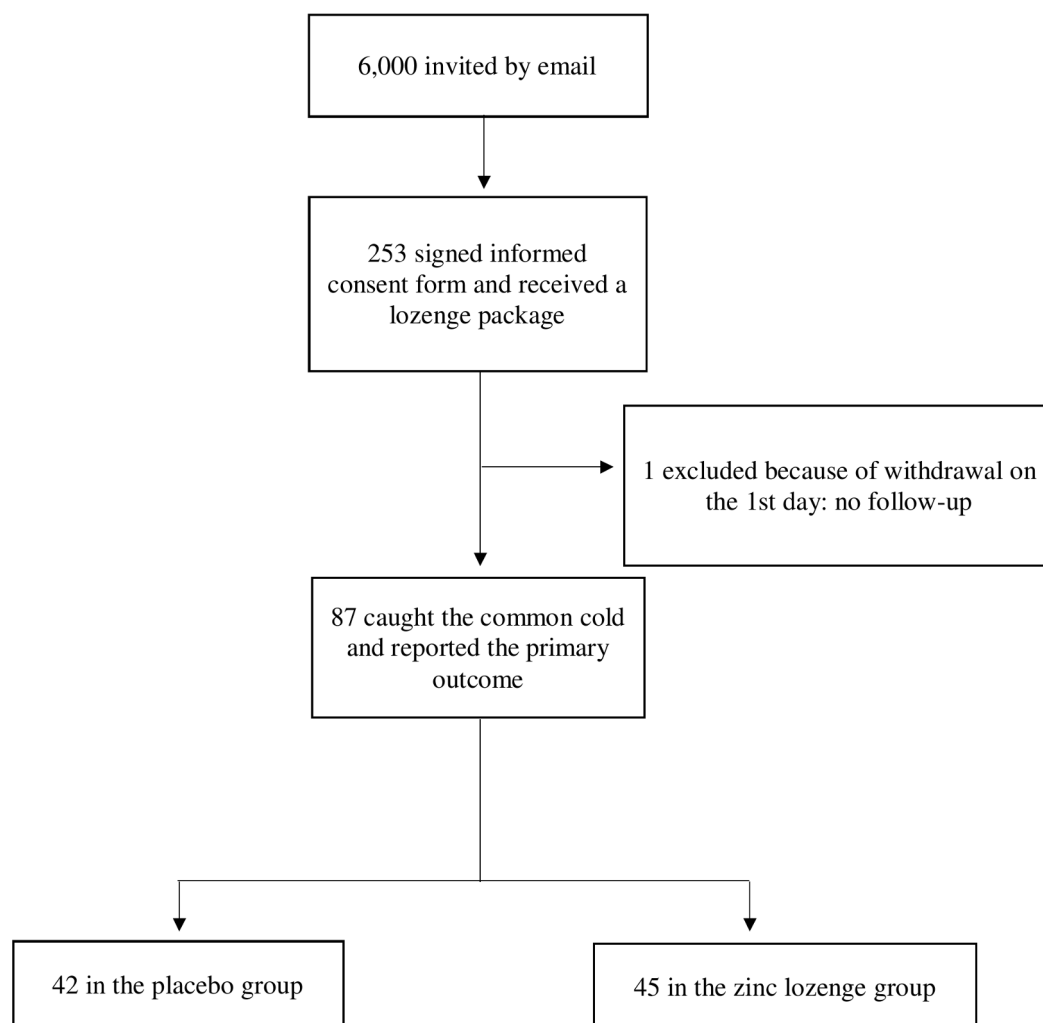 6,000 invited by email
253 signed informed
consent form and received a
lozenge package
1 excluded because of withdrawal on
the 1st day: no follow-up
87 caught the common cold
and reported the primary
outcome
42 in the placebo group
45 in the zinc lozenge group